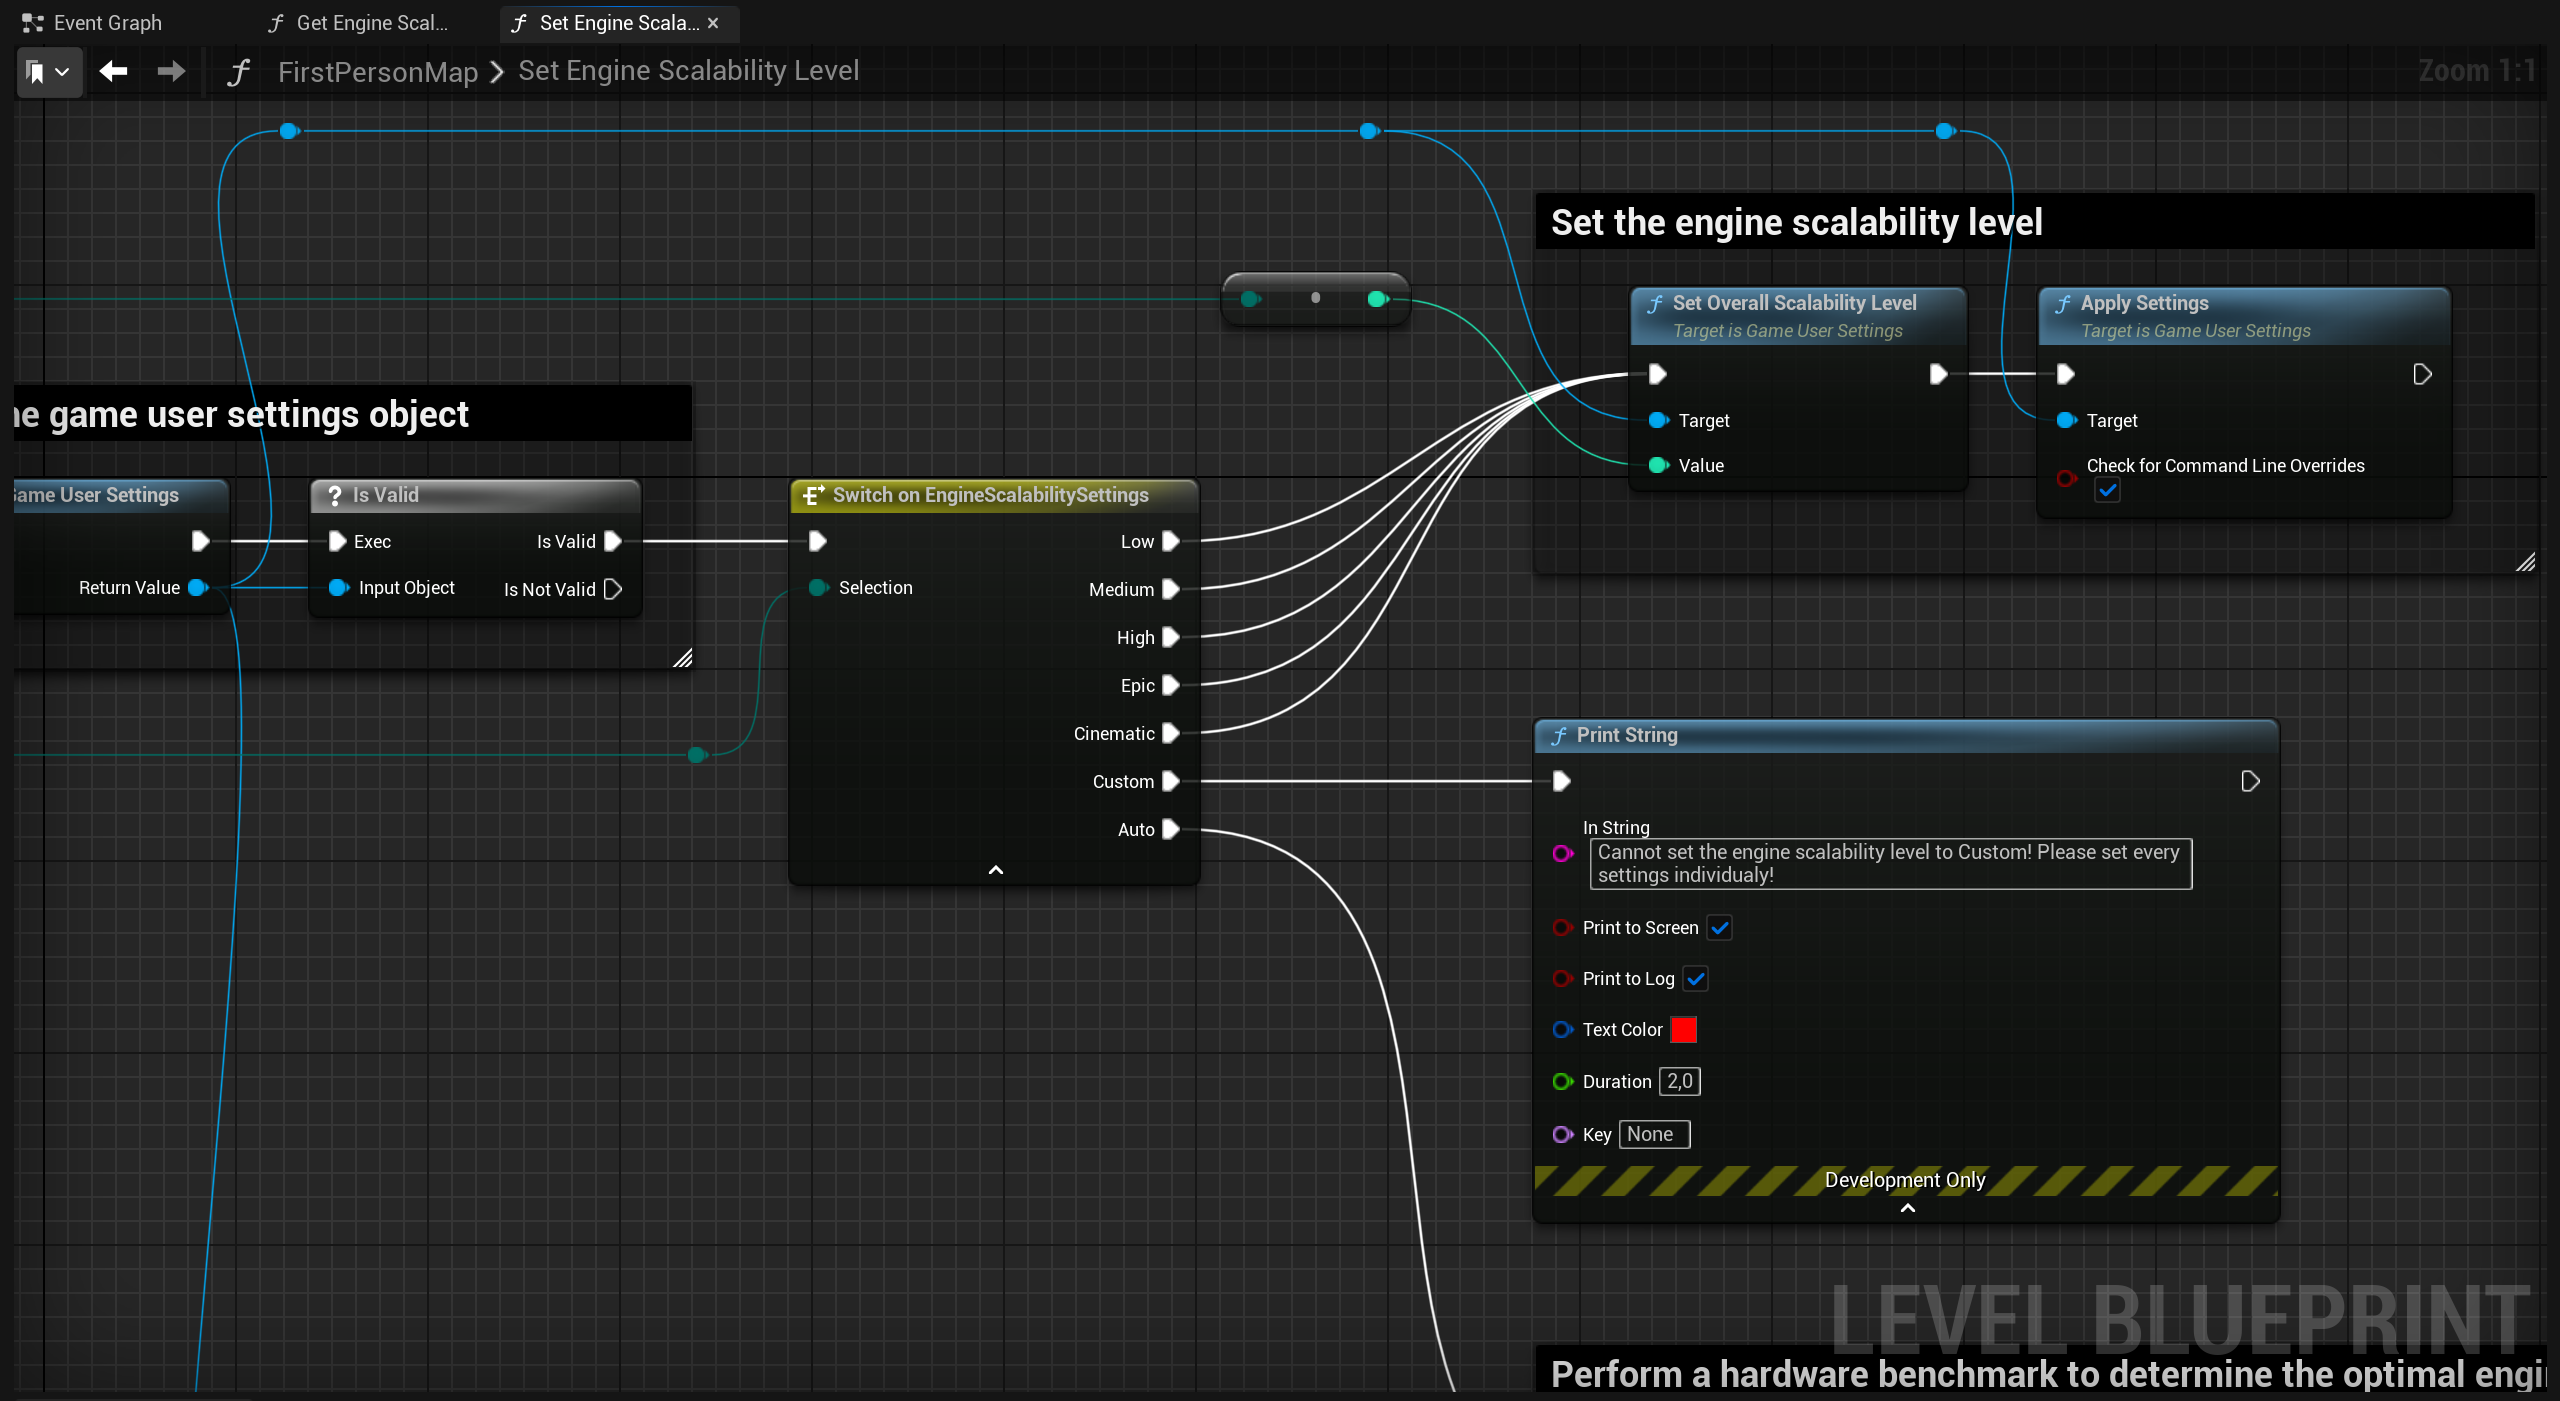 Event Graph
Get Engine Scal...
Set Engine Scala...
FirstPersonMap > Set Engine Scalability Level
Zoom 1:1
Set the engine scalability level
Set Overall Scalability Level
Target is Game User Settings
Target
Value
Apply Settings
Target is Game User Settings
Target
Check for Command Line Overrides
game user settings object
Game User Settings
Return Value
? Is Valid
Exec
Is Valid
Input Object
Is Not Valid
Switch on EngineScalabilitySettings
Selection
Low
Medium
High
Epic
Cinematic
Custom
Auto
Print String
In String
Cannot set the engine scalability level to Custom! Please set every
settings individualy!
Print to Screen
Print to Log
Text Color
Duration 2,0
Key None
Development Only
LEVEL BLUEPRINT
Perform a hardware benchmark to determine the optimal engi